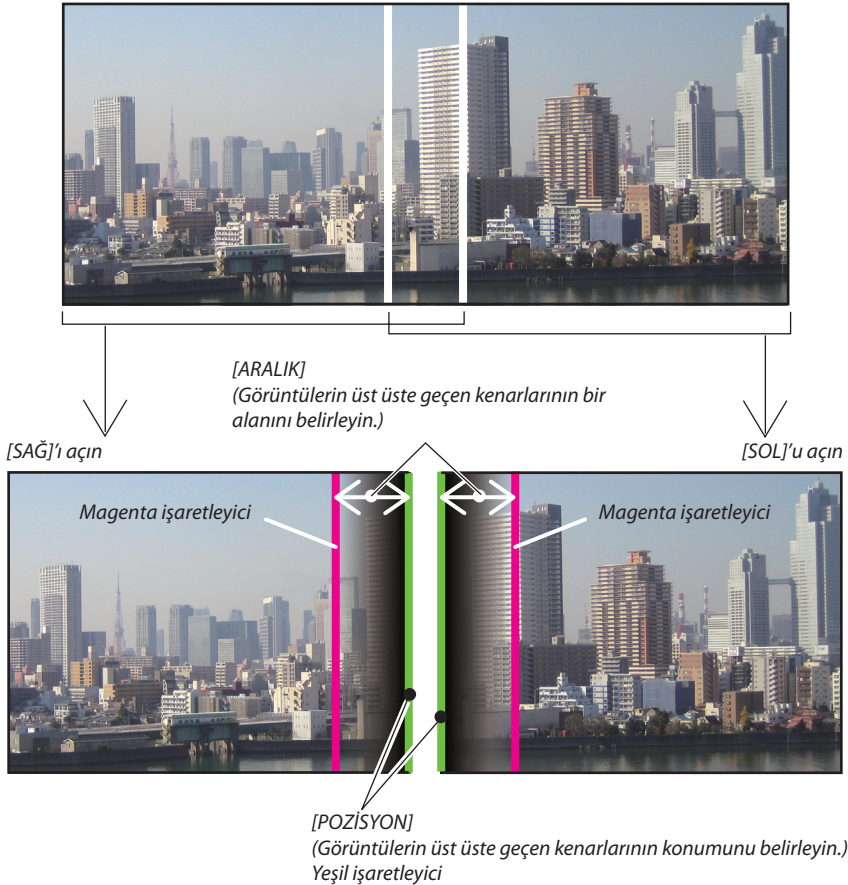 [ARALIK]
(Görüntülerin üst üste geçen kenarlarının bir
alanını belirleyin.)
[SAĞ]'ı açın
[SOL]'u açın
Magenta işaretleyici
Magenta işaretleyici
[POZİSYON]
(Görüntülerin üst üste geçen kenarlarının konumunu belirleyin.)
Yeşil işaretleyici